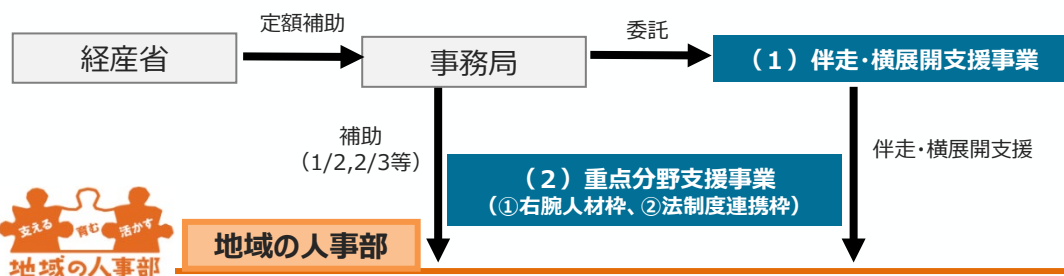 定額補助
委託
経産省
事務局
（１）伴走・横展開支援事業
補助
（1/2,2/3等）
伴走・横展開支援
（２）重点分野支援事業
（①右腕人材枠、②法制度連携枠）
支える 育む 活かす
地域の人事部
地域の人事部